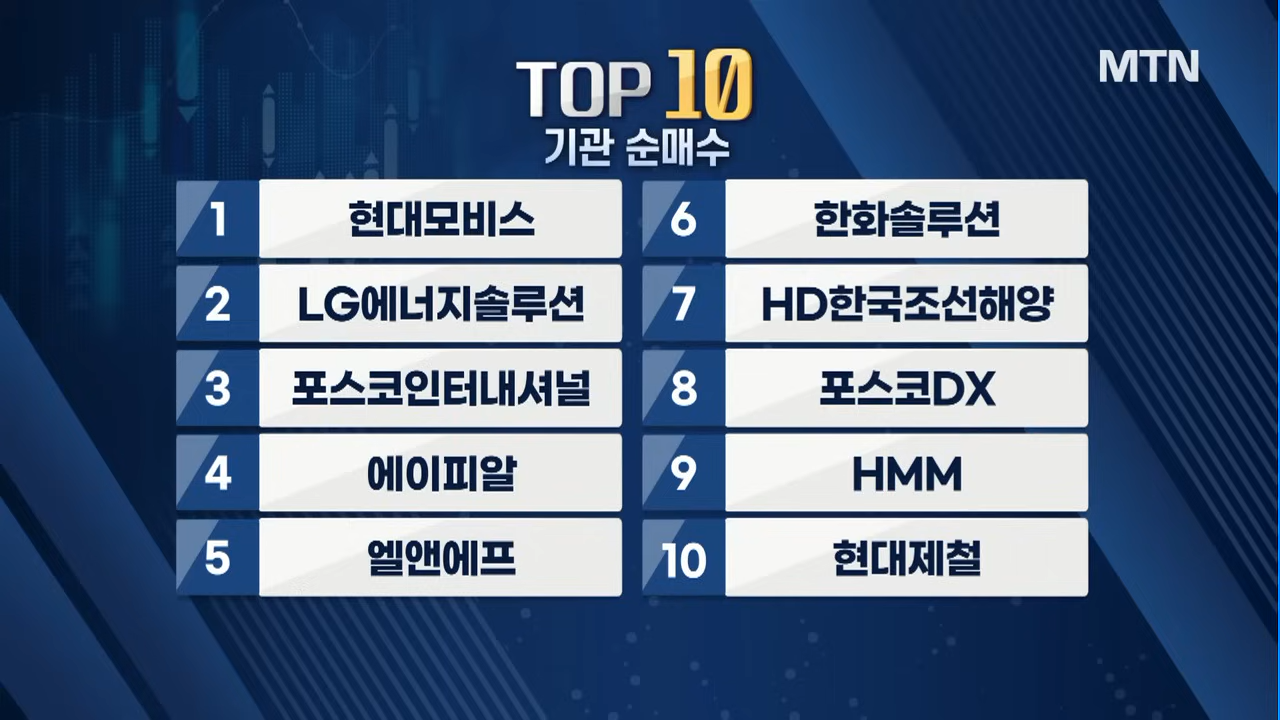 MTN
TOP 10
기관 순매수
1 현대모비스
2 LG에너지솔루션
3 포스코인터내셔널
4 에이피알
5 엘앤에프
6 한화솔루션
7 HD한국조선해양
8 포스코DX
9 HMM
10 현대제철